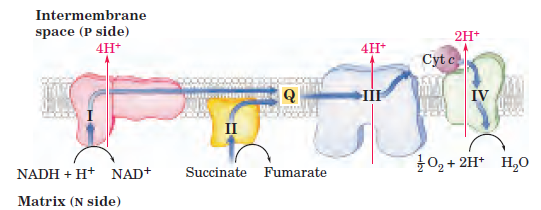 Intermembrane
space (P side)
4H⁺
4H⁺
2H⁺
Cyt c
Q
III
IV
I
II
NADH + H⁺ NAD⁺
Succinate Fumarate
½ O₂ + 2H⁺ H₂O
Matrix (N side)